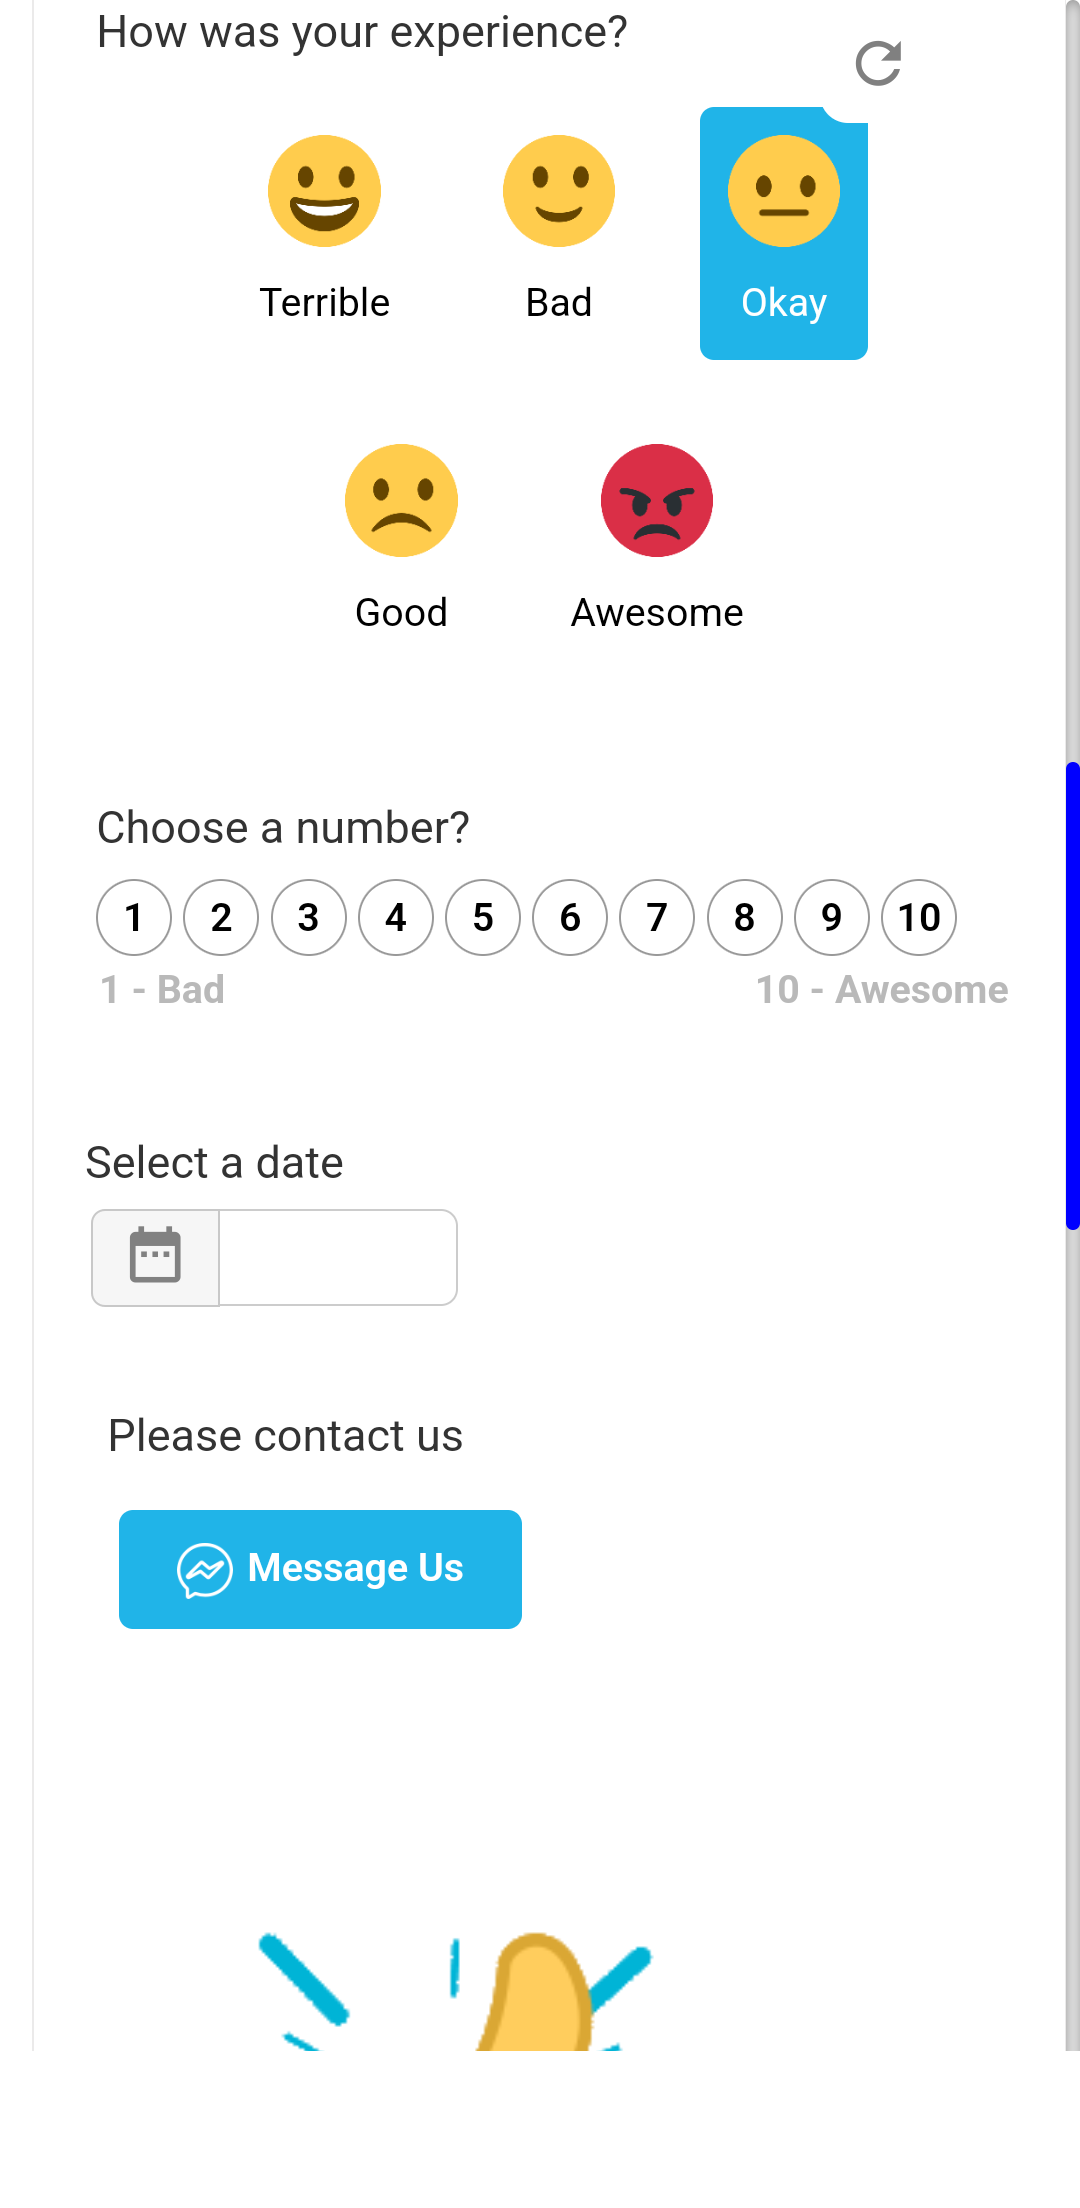 How was your experience?
Terrible
Bad
Okay
Good
Awesome
Choose a number?
1 2 3 4 5 6 7 8 9 10
1 - Bad 10 - Awesome
Select a date
Please contact us
Message Us